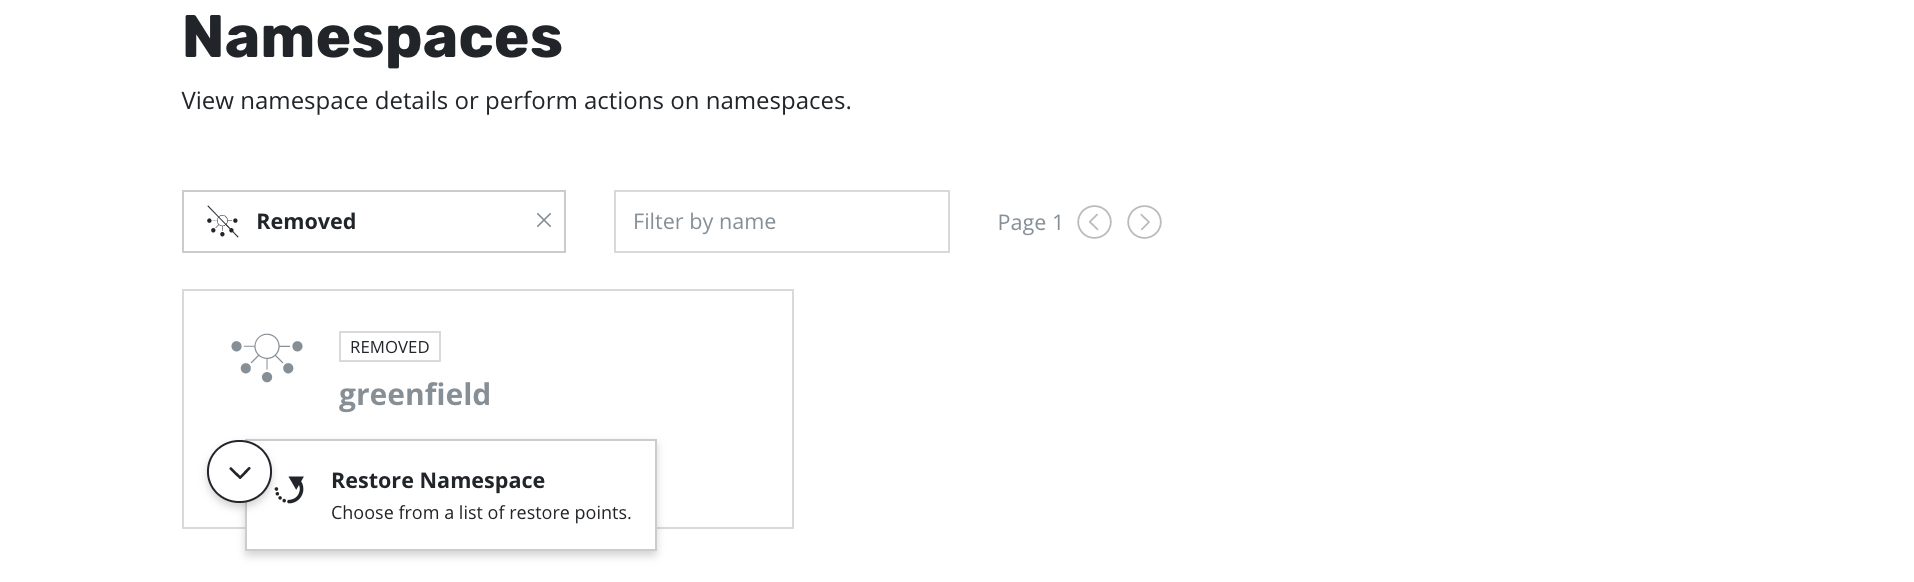 Namespaces
View namespace details or perform actions on namespaces.
Removed
Filter by name
Page 1
REMOVED
greenfield
Restore Namespace
Choose from a list of restore points.